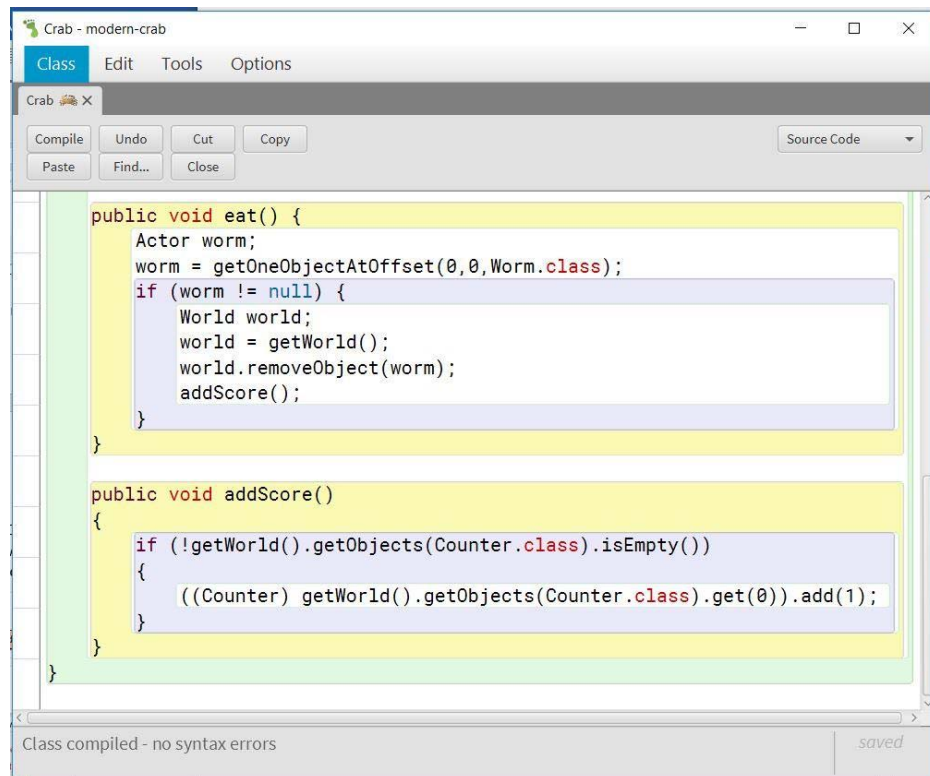 Crab - modern-crab
Class Edit Tools Options
Crab
Compile Undo Cut Copy Source Code
Paste Find... Close
public void eat() {
Actor worm;
worm = getOneObjectAtOffset(0,0,Worm.class);
if (worm != null) {
World world;
world = getWorld();
world.removeObject(worm);
addScore();
}
}
public void addScore()
{
if (!getWorld().getObjects(Counter.class).isEmpty())
{
((Counter) getWorld().getObjects(Counter.class).get(0)).add(1);
}
}
}
Class compiled - no syntax errors saved